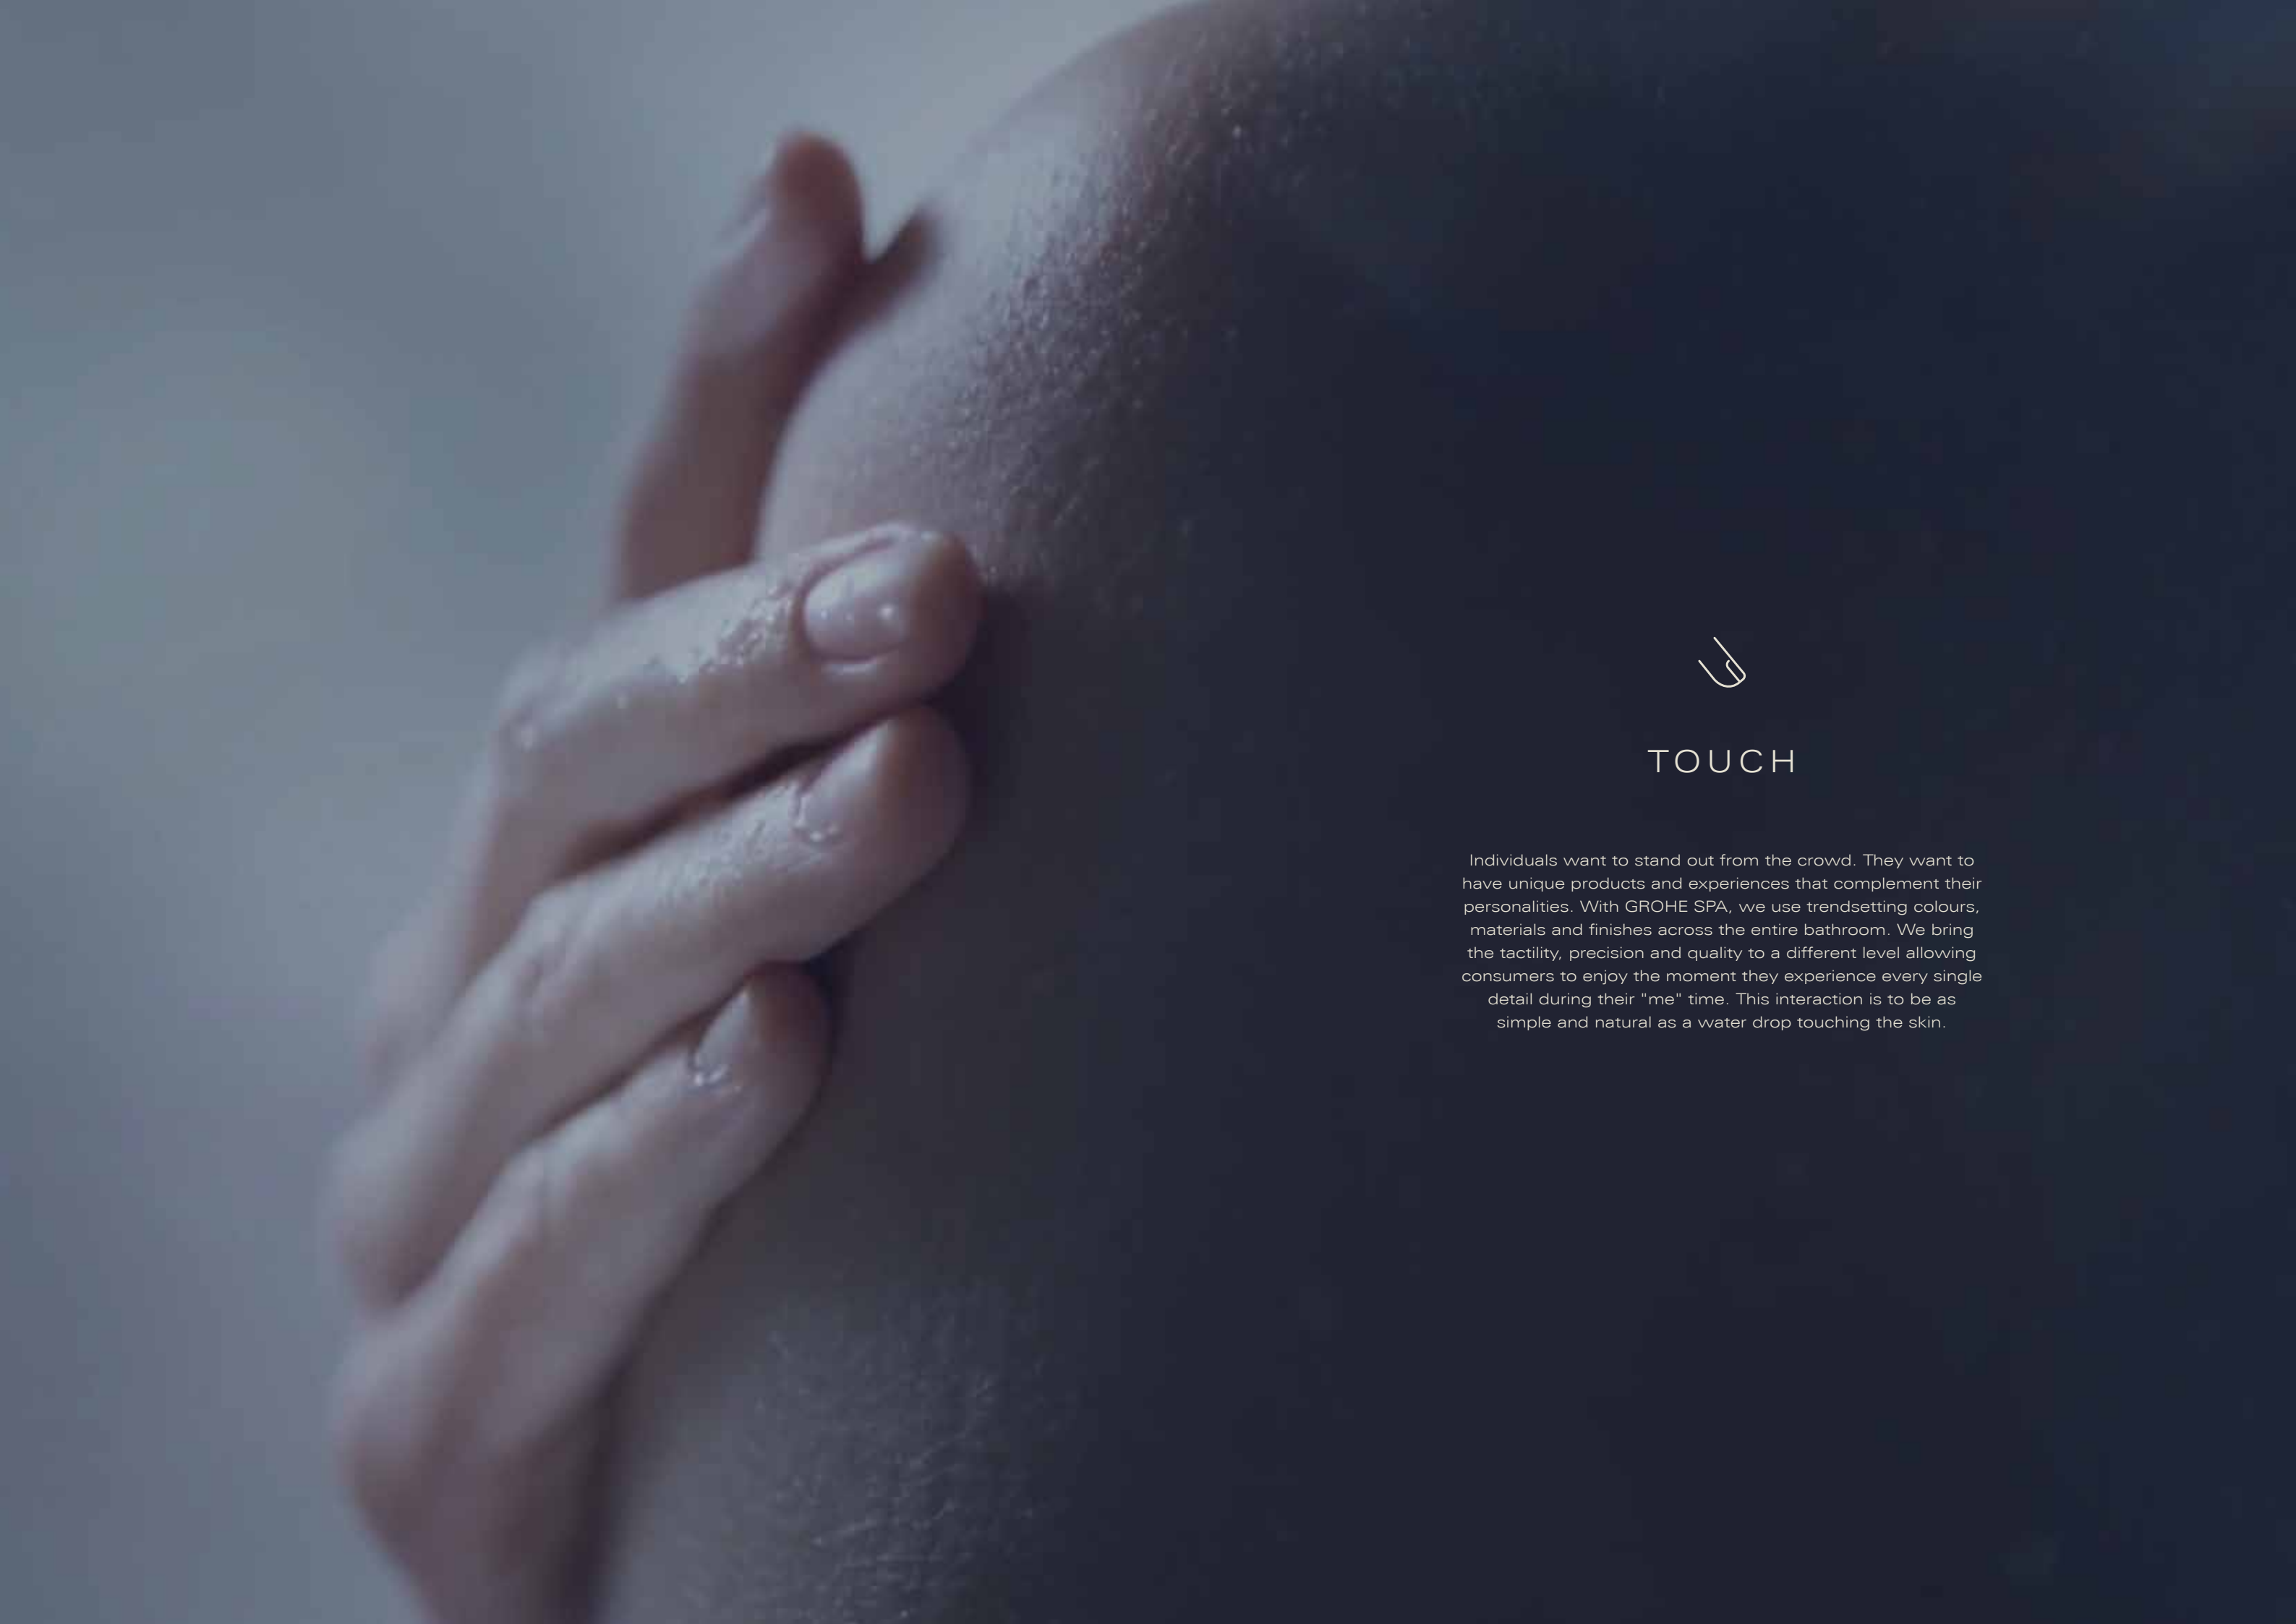 TOUCH
Individuals want to stand out from the crowd. They want to
have unique products and experiences that complement their
personalities. With GROHE SPA, we use trendsetting colours,
materials and finishes across the entire bathroom. We bring
the tactility, precision and quality to a different level allowing
consumers to enjoy the moment they experience every single
detail during their "me" time. This interaction is to be as
simple and natural as a water drop touching the skin.